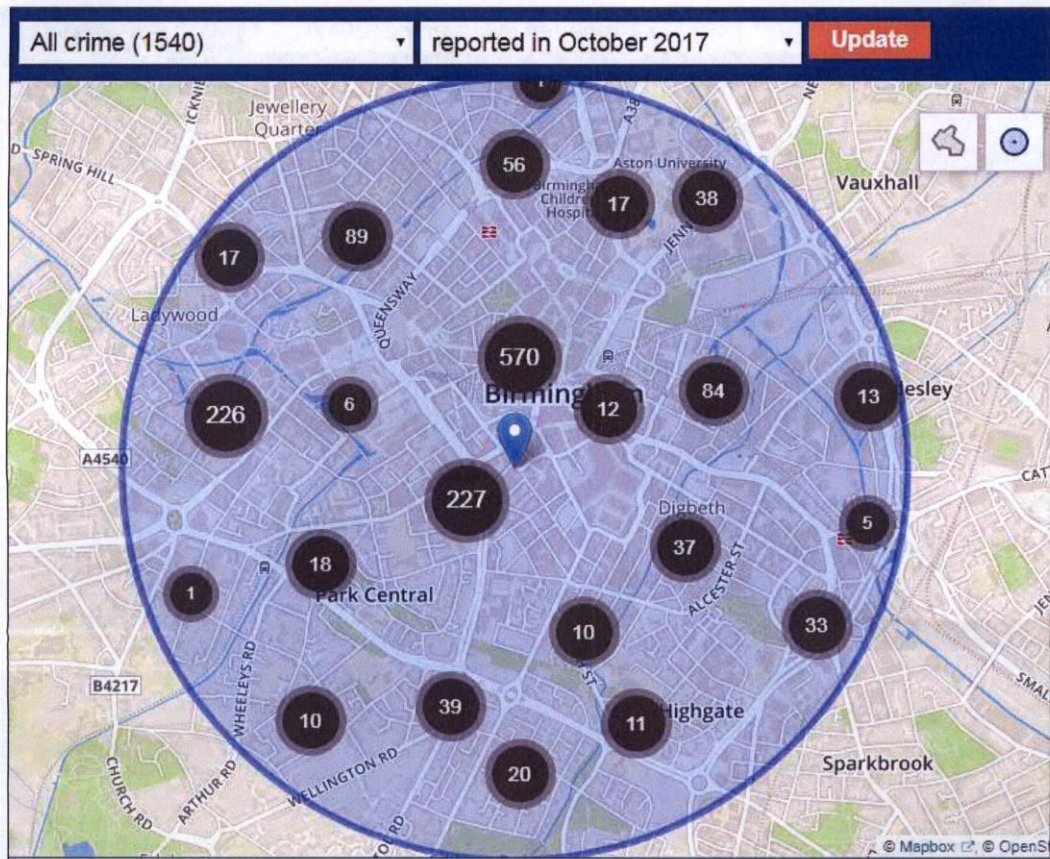 All crime (1540)
reported in October 2017
Update
Jewellery
Quarter
SPRING HILL
A38
56
Aston University
Vauxhall
17
38
89
17
Ladywood
QUEENSWAY
570
Birmingham
226
6
12
84
13
A4540
227
Digbeth
37
5
18
Park Central
ALCESTER ST
1
10
33
B4217
WHEELEYS RD
10
39
11
Highgate
20
WELLINGTON RD
CHURCH RD
ARTHUR RD
Sparkbrook
© Mapbox